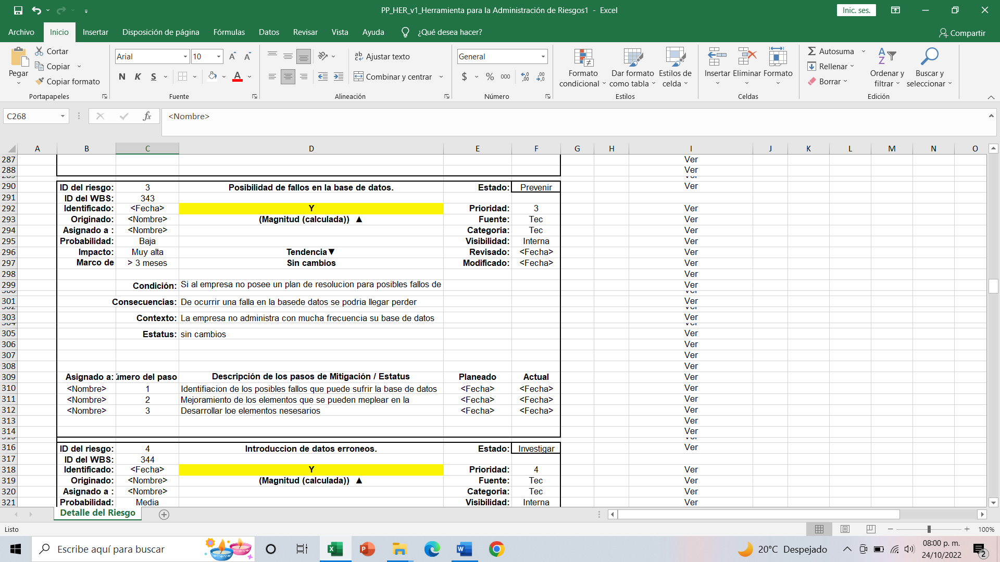 PP_HER_v1_Herramienta para la Administración de Riesgos1 - Excel
Inic. ses.
Archivo Inicio Insertar Disposición de página Fórmulas Datos Revisar Vista Ayuda ¿Qué desea hacer? Compartir
Pegar
Cortar
Copiar
Copiar formato
Portapapeles
Arial 10
N K S
Fuente
Ajustar texto
Combinar y centrar
Alineación
General
$ % 000
Número
Formato condicional
Dar formato como tabla
Estilos de celda
Estilos
Insertar Eliminar Formato
Celdas
Autosuma
Rellenar
Borrar
Ordenar y filtrar
Buscar y seleccionar
Edición
C268 fx <Nombre>
A B C D E F G H I J K L M N O
287 Ver
288 Ver
290 ID del riesgo: 3 Posibilidad de fallos en la base de datos. Estado: Prevenir Ver
291 ID del WBS: 343
292 Identificado: <Fecha> Y Prioridad: 3 Ver
293 Originado: <Nombre> (Magnitud (calculada)) ▲ Fuente: Tec Ver
294 Asignado a : <Nombre> Categoria: Tec Ver
295 Probabilidad: Baja Visibilidad: Interna Ver
296 Impacto: Muy alta Tendencia▼ Revisado: <Fecha> Ver
297 Marco de > 3 meses Sin cambios Modificado: <Fecha> Ver
298 Ver
299 Condición: Si al empresa no posee un plan de resolucion para posibles fallos de Ver
301 Consecuencias: De ocurrir una falla en la basede datos se podria llegar perder Ver
303 Contexto: La empresa no administra con mucha frecuencia su base de datos Ver
305 Estatus: sin cambios Ver
306 Ver
307 Ver
308 Ver
309 Asignado a: úmero del paso Descripción de los pasos de Mitigación / Estatus Planeado Actual Ver
310 <Nombre> 1 Identifiacion de los posibles fallos que puede sufrir la base de datos <Fecha> <Fecha> Ver
311 <Nombre> 2 Mejoramiento de los elementos que se pueden meplear en la <Fecha> <Fecha> Ver
312 <Nombre> 3 Desarrollar loe elementos nesesarios <Fecha> <Fecha> Ver
313 Ver
314 Ver
316 ID del riesgo: 4 Introduccion de datos erroneos. Estado: Investigar Ver
317 ID del WBS: 344
318 Identificado: <Fecha> Y Prioridad: 4 Ver
319 Originado: <Nombre> (Magnitud (calculada)) ▲ Fuente: Tec Ver
320 Asignado a : <Nombre> Categoria: Tec Ver
321 Probabilidad: Media Visibilidad: Interna Ver
Detalle del Riesgo
Listo
100%
Escribe aquí para buscar
20°C Despejado
08:00 p. m.
24/10/2022
2